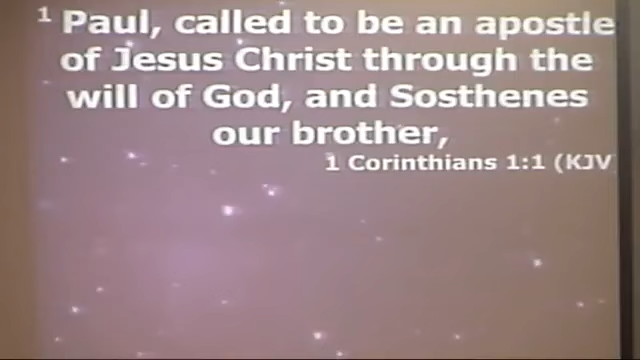 1 Paul, called to be an apostle
of Jesus Christ through the
will of God, and Sosthenes
our brother,
1 Corinthians 1:1 (KJV